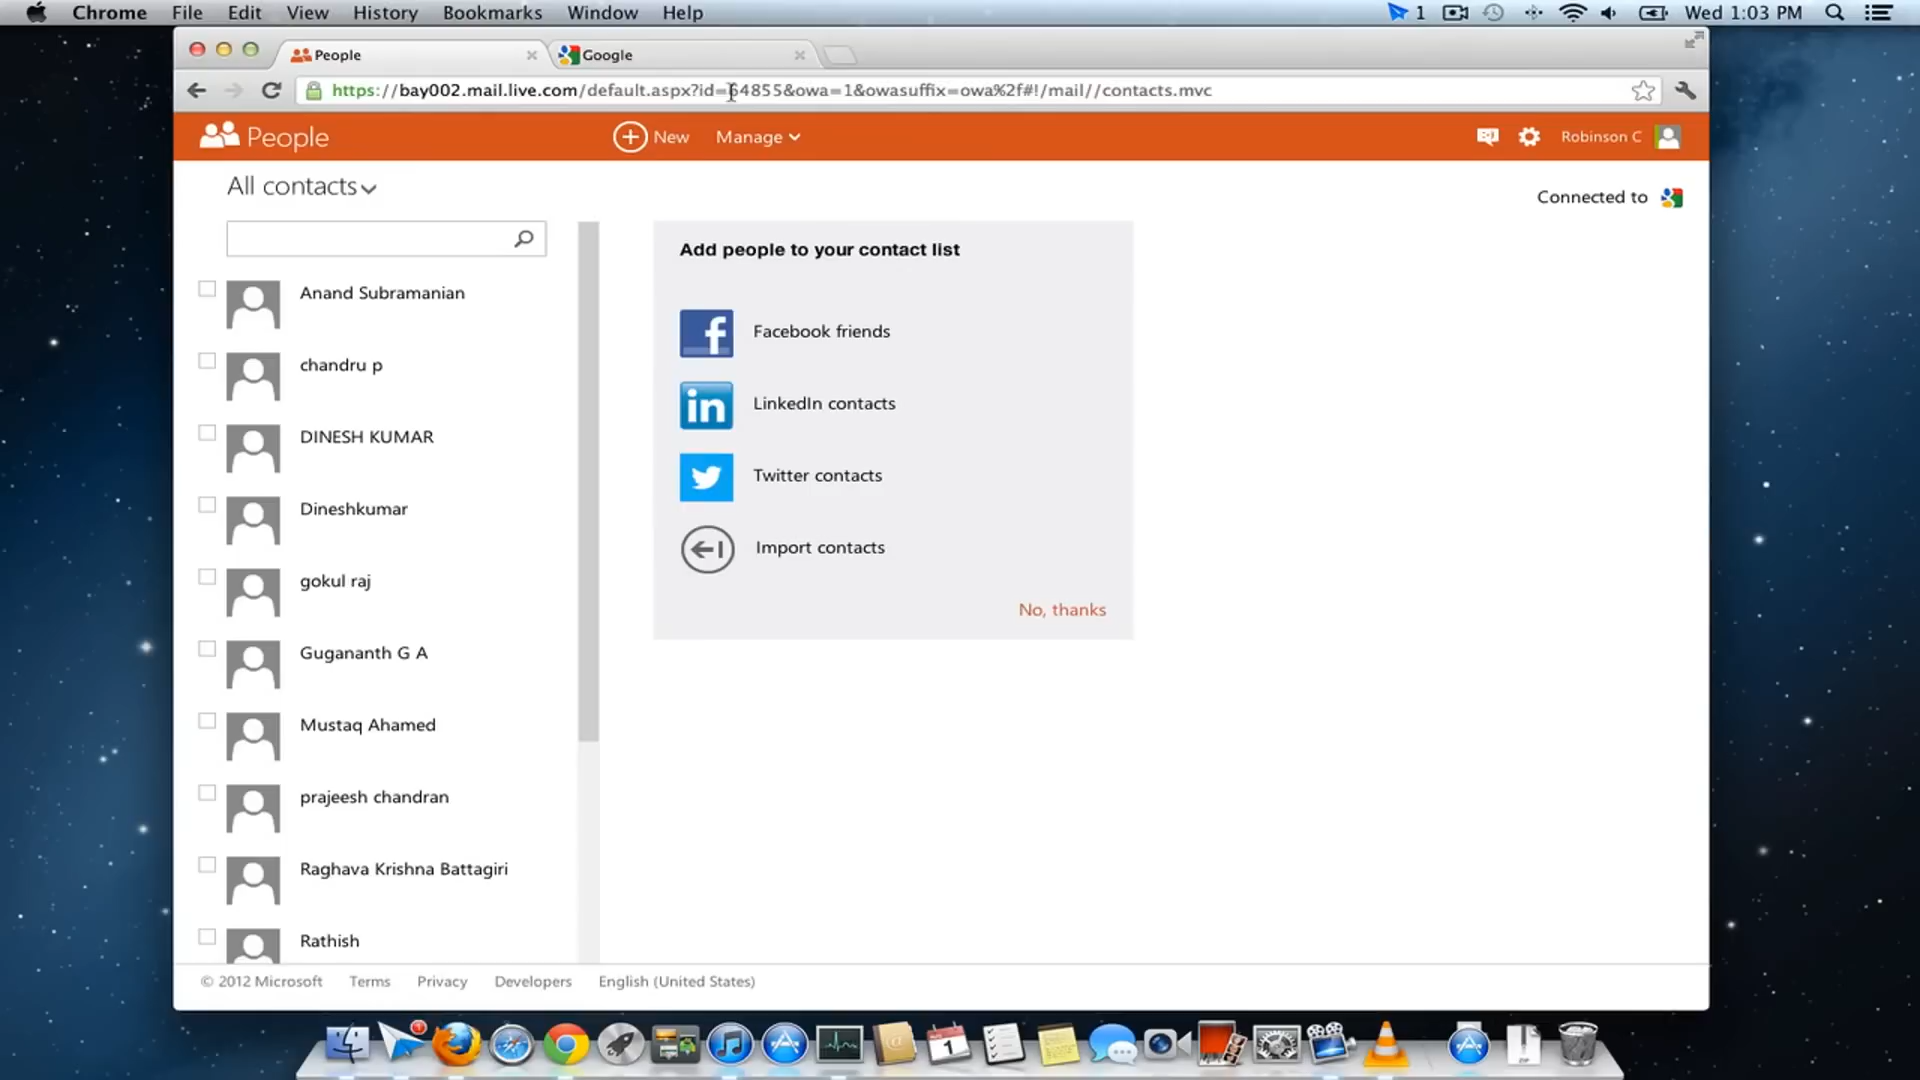 Chrome File Edit View History Bookmarks Window Help 1 Wed 1:03 PM
People Google
https://bay002.mail.live.com/default.aspx?id=64855&owa=1&owasuffix=owa%2f#!/mail//contacts.mvc
People New Manage Robinson C
All contacts
Connected to
Anand Subramanian
chandru p
DINESH KUMAR
Dineshkumar
gokul raj
Gugananth G A
Mustaq Ahamed
prajeesh chandran
Raghava Krishna Battagiri
Rathish
Add people to your contact list
f Facebook friends
in LinkedIn contacts
Twitter contacts
Import contacts
No, thanks
© 2012 Microsoft Terms Privacy Developers English (United States)
1